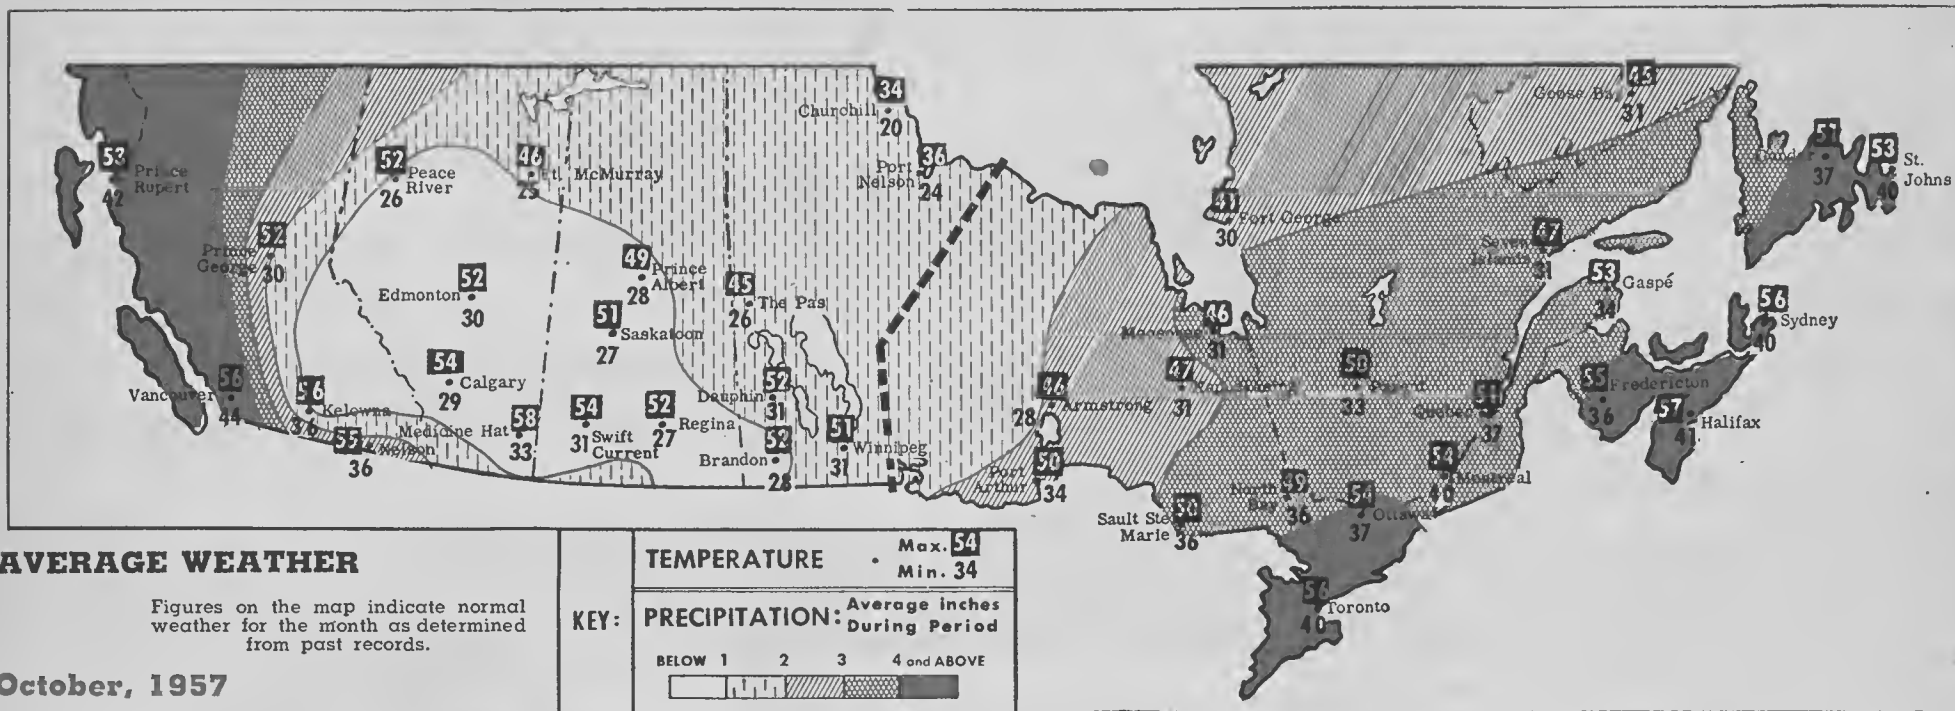 34
Churchill
20
45
Goose Bay
31
53
Prince
Rupert
42
52
Peace
River
26
46
Ft. McMurray
25
36
Port
Nelson
24
41
Fort George
30
51
Gander
37
53
St.
Johns
40
52
Prince
George
30
52
Edmonton
30
49
Prince
Albert
28
45
The Pas
26
51
Saskatoon
27
47
Seven
Islands
31
53
Gaspé
34
56
Sydney
40
46
Moosonee
31
56
Vancouver
44
56
Kelowna
36
55
Nelson
36
54
Calgary
29
58
Medicine Hat
33
54
31 Swift
Current
52
Regina
27
52
Dauphin
31
52
Brandon
28
51
Winnipeg
31
46
28 Armstrong
50
Port
Arthur
34
47
Kapuskasing
31
50
Parent
33
51
Quebec
37
55
Fredericton
36
57
Halifax
41
54
Montreal
40
49
North
Bay
36
54
Ottawa
37
50
Sault Ste
Marie
36
56
Toronto
40
AVERAGE WEATHER
Figures on the map indicate normal
weather for the month as determined
from past records.
October, 1957
KEY:
TEMPERATURE
Max. 54
Min. 34
PRECIPITATION: Average inches
During Period
BELOW 1 2 3 4 and ABOVE